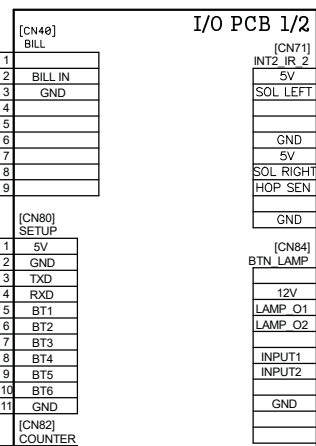 I/O PCB 1/2
[CN40]
BILL
1
2 BILL IN
3 GND
4
5
6
7
8
9
[CN80]
SETUP
1 5V
2 GND
3 TXD
4 RXD
5 BT1
6 BT2
7 BT3
8 BT4
9 BT5
10 BT6
11 GND
[CN82]
COUNTER
[CN71]
INT2_IR_2
5V
SOL LEFT
GND
5V
SOL RIGHT
HOP SEN
GND
[CN84]
BTN_LAMP
12V
LAMP_O1
LAMP_O2
INPUT1
INPUT2
GND